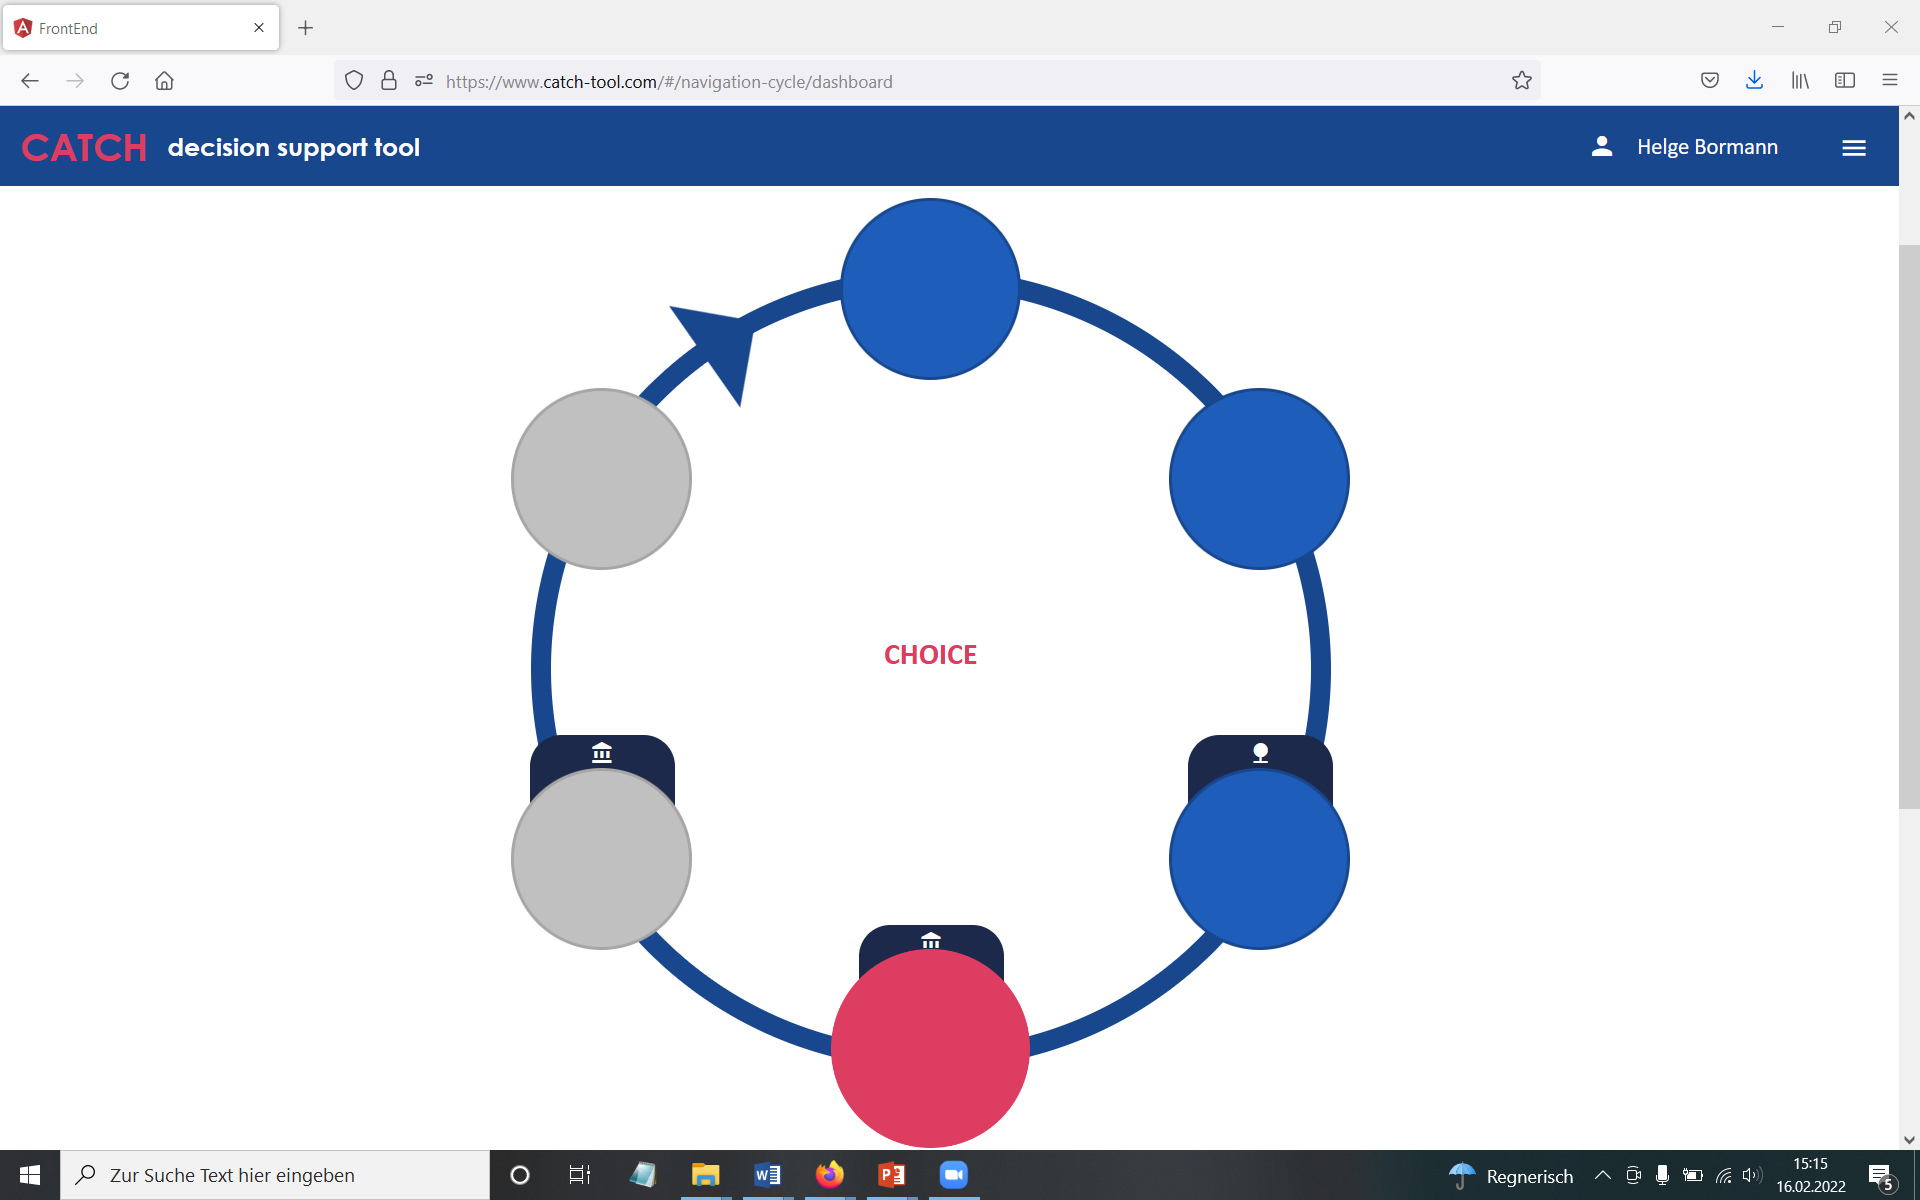 FrontEnd
https://www.catch-tool.com/#/navigation-cycle/dashboard
CATCH decision support tool
Helge Bormann
CHOICE
Zur Suche Text hier eingeben
Regnerisch
15:15
16.02.2022
5